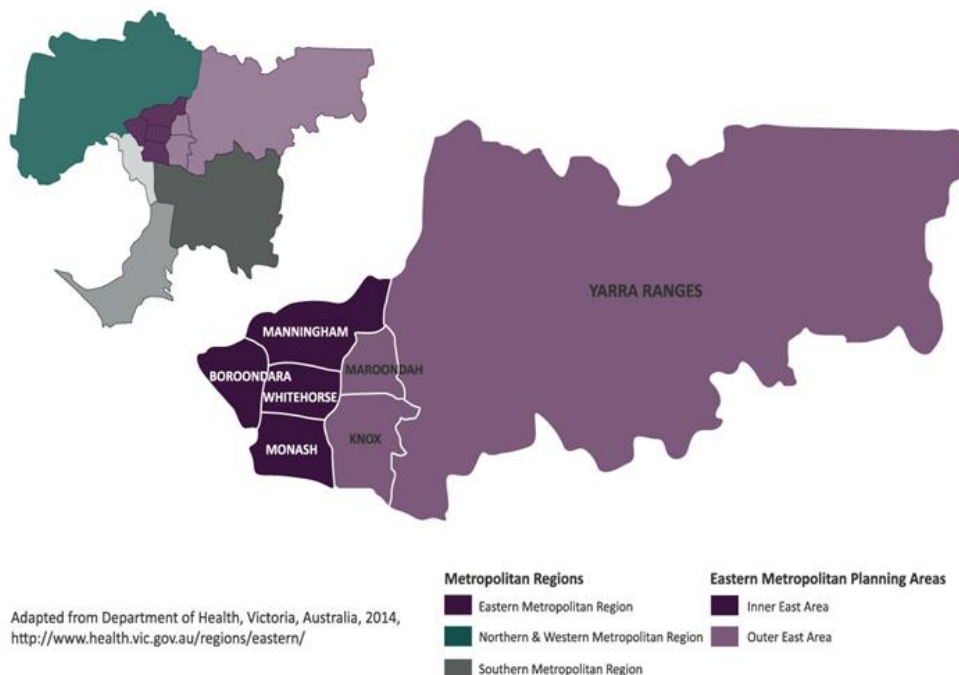 YARRA RANGES
MANNINGHAM
MAROONDAH
BOROONDARA
WHITEHORSE
KNOX
MONASH
Metropolitan Regions
Eastern Metropolitan Region
Northern & Western Metropolitan Region
Southern Metropolitan Region
Eastern Metropolitan Planning Areas
Inner East Area
Outer East Area
Adapted from Department of Health, Victoria, Australia, 2014,
http://www.health.vic.gov.au/regions/eastern/